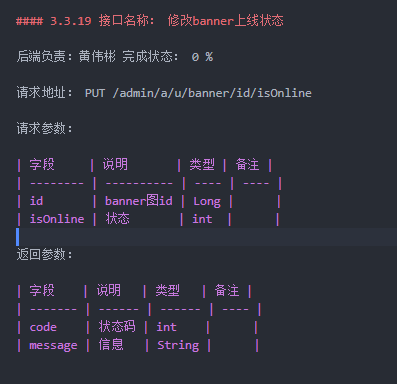 #### 3.3.19 接口名称： 修改banner上线状态
后端负责：黄伟彬 完成状态： 0 %
请求地址： PUT /admin/a/u/banner/id/isOnline
请求参数：
| 字段 | 说明 | 类型 | 备注 |
| -------- | ---------- | ---- | ---- |
| id | banner图id | Long | |
| isOnline | 状态 | int | |
返回参数：
| 字段 | 说明 | 类型 | 备注 |
| ------- | ------ | ------ | ---- |
| code | 状态码 | int | |
| message | 信息 | String | |